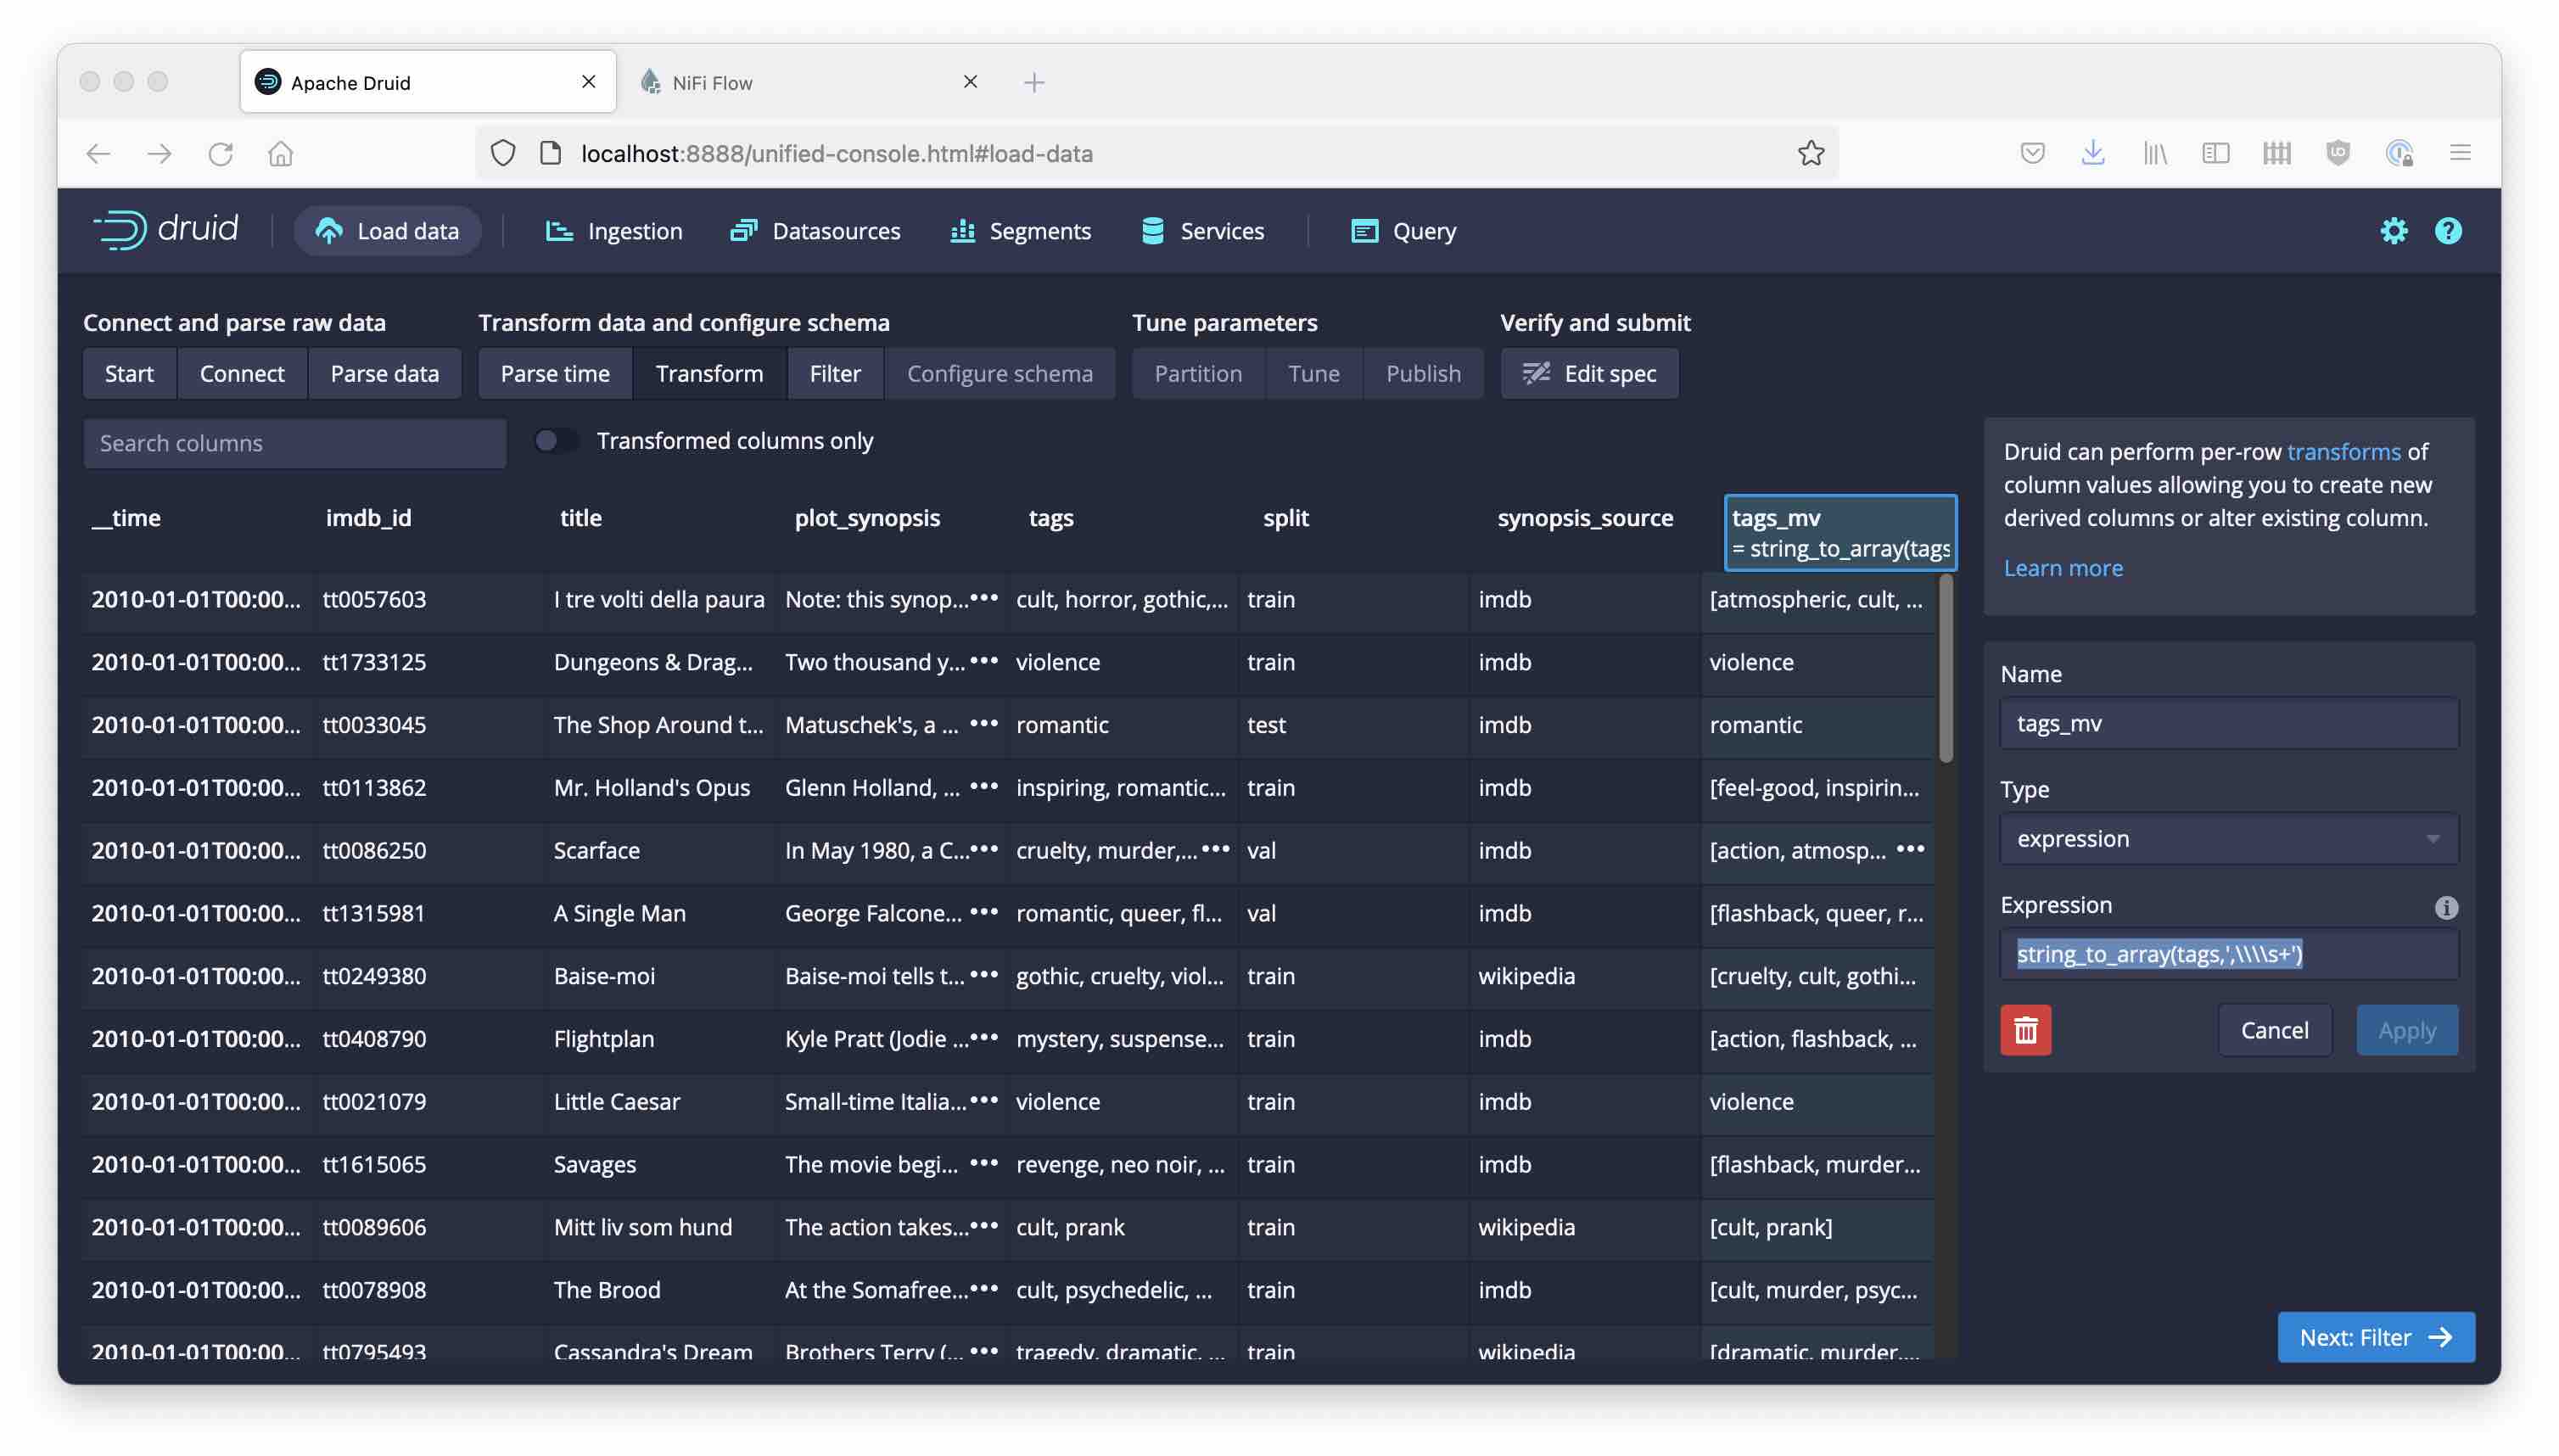 Apache Druid
NiFi Flow
localhost:8888/unified-console.html#load-data
druid
Load data
Ingestion
Datasources
Segments
Services
Query
Connect and parse raw data
Transform data and configure schema
Tune parameters
Verify and submit
Start
Connect
Parse data
Parse time
Transform
Filter
Configure schema
Partition
Tune
Publish
Edit spec
Search columns
Transformed columns only
__time imdb_id title plot_synopsis tags split synopsis_source tags_mv
= string_to_array(tags
2010-01-01T00:00... tt0057603 I tre volti della paura Note: this synop...••• cult, horror, gothic,... train imdb [atmospheric, cult, ...
2010-01-01T00:00... tt1733125 Dungeons & Drag... Two thousand y... ••• violence train imdb violence
2010-01-01T00:00... tt0033045 The Shop Around t... Matuschek's, a ... ••• romantic test imdb romantic
2010-01-01T00:00... tt0113862 Mr. Holland's Opus Glenn Holland, ... ••• inspiring, romantic... train imdb [feel-good, inspirin...
2010-01-01T00:00... tt0086250 Scarface In May 1980, a C...••• cruelty, murder,... ••• val imdb [action, atmosp... •••
2010-01-01T00:00... tt1315981 A Single Man George Falcone... ••• romantic, queer, fl... val imdb [flashback, queer, r...
2010-01-01T00:00... tt0249380 Baise-moi Baise-moi tells t... ••• gothic, cruelty, viol... train wikipedia [cruelty, cult, gothi...
2010-01-01T00:00... tt0408790 Flightplan Kyle Pratt (Jodie ...••• mystery, suspense... train imdb [action, flashback, ...
2010-01-01T00:00... tt0021079 Little Caesar Small-time Italia...••• violence train imdb violence
2010-01-01T00:00... tt1615065 Savages The movie begi... ••• revenge, neo noir, ... train imdb [flashback, murder...
2010-01-01T00:00... tt0089606 Mitt liv som hund The action takes...••• cult, prank train wikipedia [cult, prank]
2010-01-01T00:00... tt0078908 The Brood At the Somafree...••• cult, psychedelic, ... train imdb [cult, murder, psyc...
2010-01-01T00:00... tt0795493 Cassandra's Dream Brothers Terry (... ••• tragedy, dramatic, ... train wikipedia [dramatic, murder,...
Druid can perform per-row transforms of
column values allowing you to create new
derived columns or alter existing column.
Learn more
Name
tags_mv
Type
expression
Expression
string_to_array(tags,',\\\\s+')
Cancel
Apply
Next: Filter